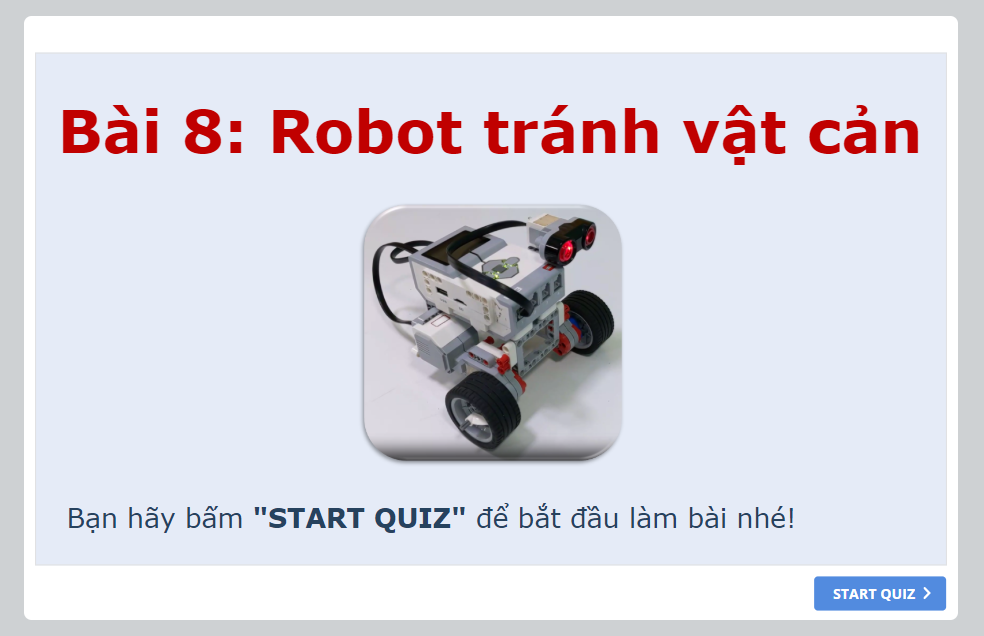 Bài 8: Robot tránh vật cản
Bạn hãy bấm "START QUIZ" để bắt đầu làm bài nhé!
START QUIZ